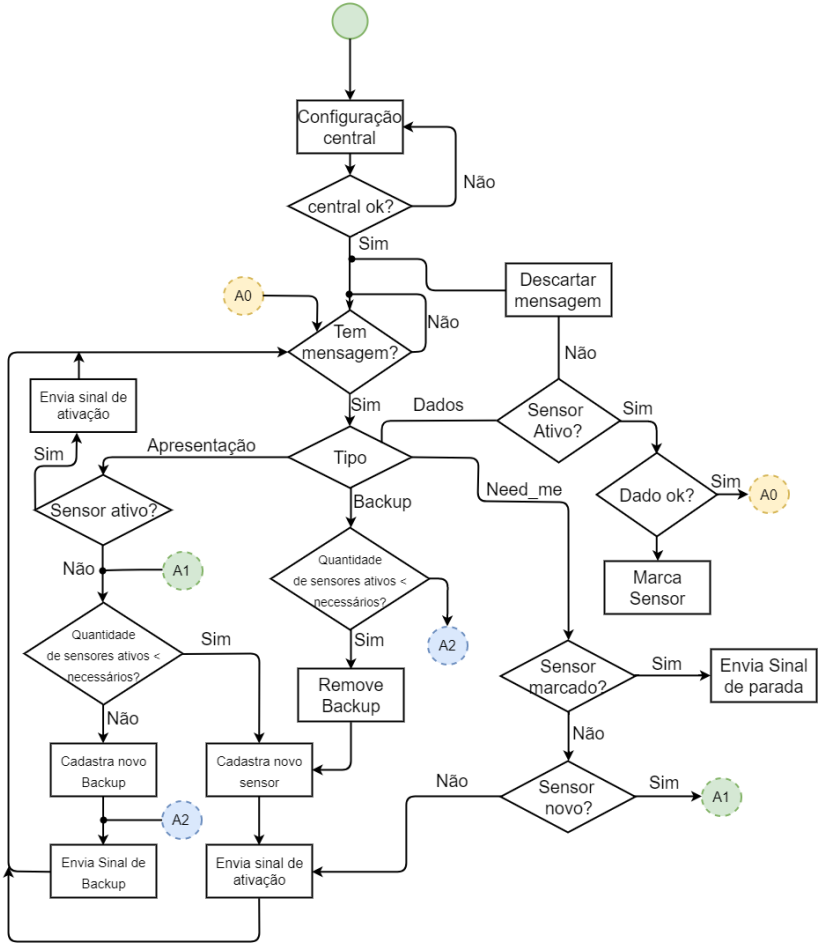 Configuração
central
Não
central ok?
Sim
Descartar
mensagem
A0
Não
Tem
mensagem?
Não
Sim
Dados
Sensor
Ativo?
Sim
Envia sinal de
ativação
Sim
Apresentação
Tipo
Need_me
Backup
Dado ok?
Sim
A0
Sensor ativo?
Não
A1
Quantidade
de sensores ativos <
necessários?
Marca
Sensor
A2
Sim
Quantidade
de sensores ativos <
necessários?
Sim
Remove
Backup
Sensor
marcado?
Sim
Envia Sinal
de parada
Não
Não
Cadastra novo
Backup
Cadastra novo
sensor
Não
Sensor
novo?
Sim
A1
A2
Envia Sinal de
Backup
Envia sinal de
ativação